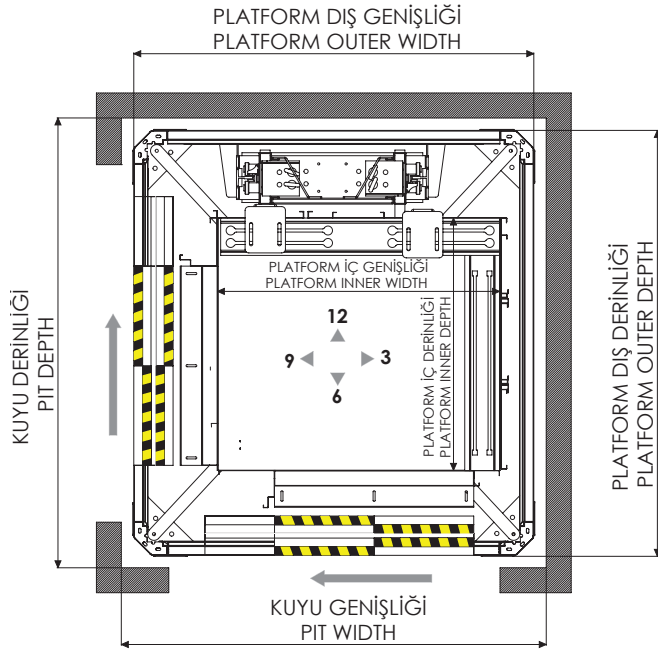 PLATFORM DIŞ GENİŞLİĞİ
PLATFORM OUTER WIDTH
KUYU DERİNLİĞİ
PIT DEPTH
PLATFORM İÇ GENİŞLİĞİ
PLATFORM INNER WIDTH
PLATFORM İÇ DERİNLİĞİ
PLATFORM INNER DEPTH
12
9
3
6
PLATFORM DIŞ DERİNLİĞİ
PLATFORM OUTER DEPTH
KUYU GENİŞLİĞİ
PIT WIDTH